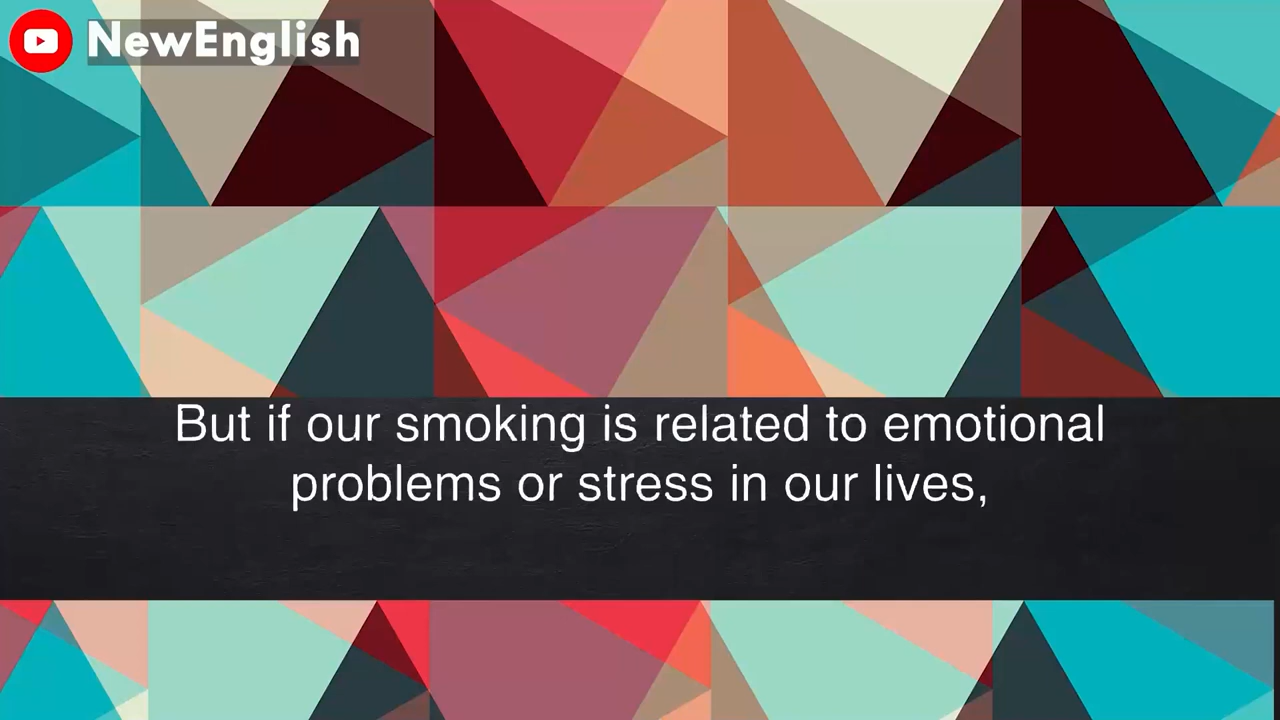 NewEnglish
But if our smoking is related to emotional
problems or stress in our lives,